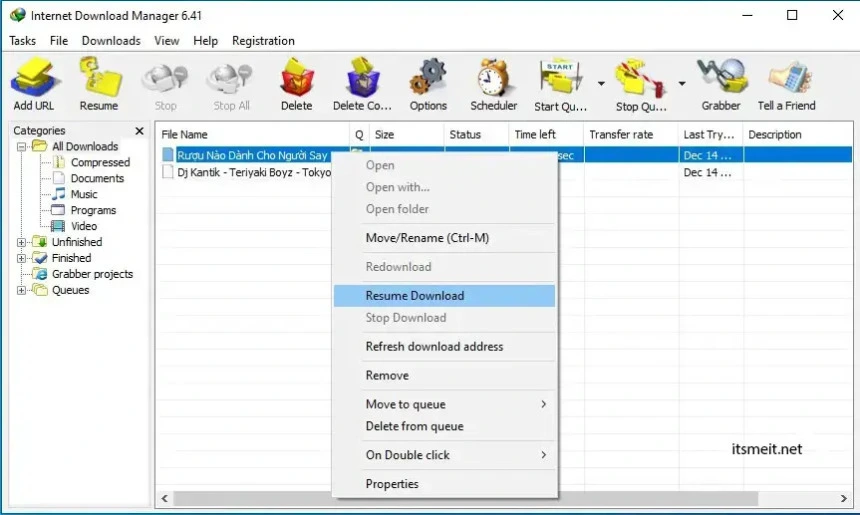 Internet Download Manager 6.41
Tasks File Downloads View Help Registration
Add URL Resume Stop Stop All Delete Delete Co... Options Scheduler Start Qu... Stop Qu... Grabber Tell a Friend
START
Categories
File Name Q Size Status Time left Transfer rate Last Try... Description
All Downloads
Compressed
Documents
Music
Programs
Video
Unfinished
Finished
Grabber projects
Queues
Rượu Nào Dành Cho Người Say sec Dec 14 ...
Dj Kantik - Teriyaki Boyz - Tokyo Dec 14 ...
Open
Open with...
Open folder
Move/Rename (Ctrl-M)
Redownload
Resume Download
Stop Download
Refresh download address
Remove
Move to queue
Delete from queue
On Double click
Properties
itsmeit.net